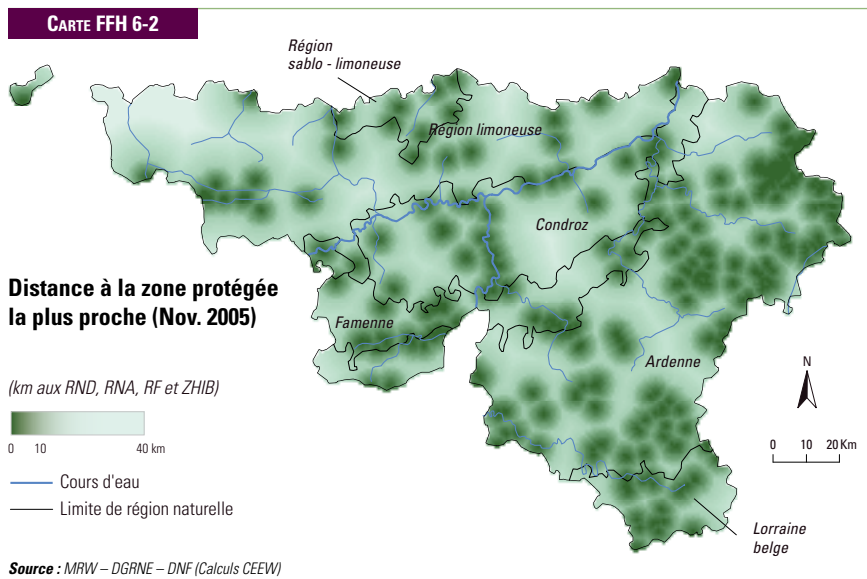 CARTE FFH 6-2
Région
sablo - limoneuse
Région limoneuse
Condroz
Distance à la zone protégée
la plus proche (Nov. 2005)
Famenne
Ardenne
(km aux RND, RNA, RF et ZHIB)
N
0 10 40 km
0 10 20 Km
Cours d'eau
Limite de région naturelle
Lorraine
belge
Source : MRW – DGRNE – DNF (Calculs CEEW)